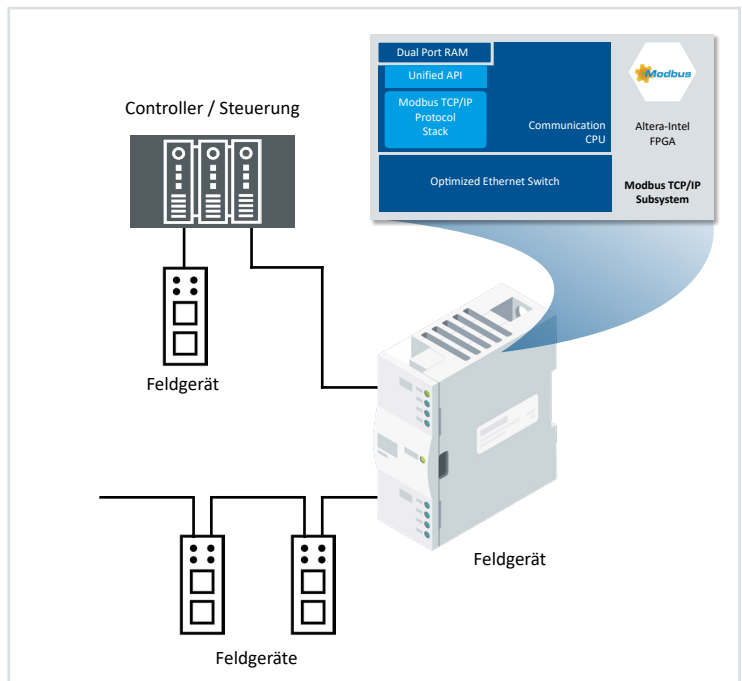 Dual Port RAM
Unified API
Modbus TCP/IP
Protocol
Stack
Communication
CPU
Optimized Ethernet Switch
Modbus
Altera-Intel
FPGA
Modbus TCP/IP
Subsystem
Controller / Steuerung
Feldgerät
Feldgerät
Feldgeräte